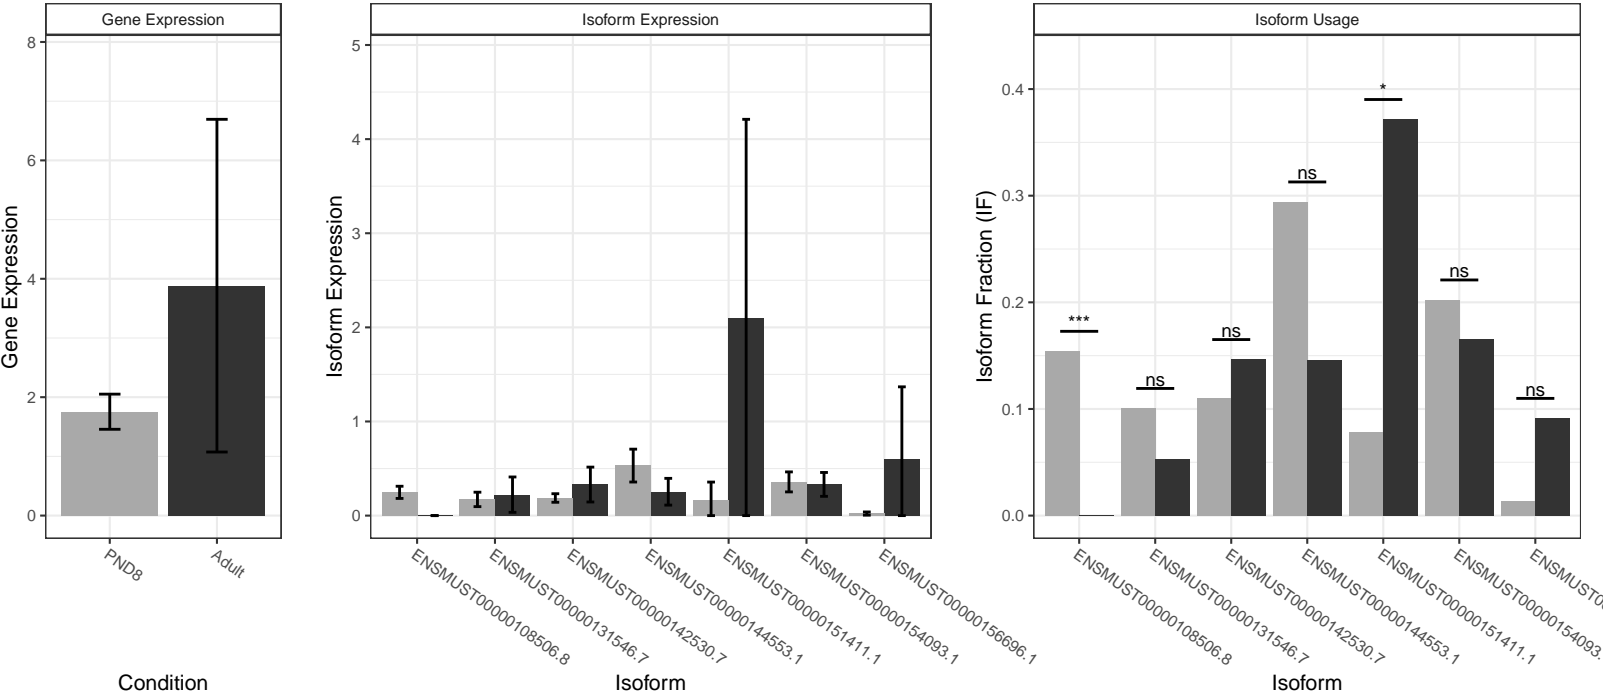 Gene Expression
Isoform Expression
Isoform Usage
Gene Expression
8
6
4
2
0
PND8
Adult
Condition
Isoform Expression
5
4
3
2
1
0
ENSMUST00000108506.8
ENSMUST00000131546.7
ENSMUST00000142530.7
ENSMUST00000144553.1
ENSMUST00000151411.1
ENSMUST00000154093.1
ENSMUST00000156696.1
Isoform
Isoform Fraction (IF)
0.4
0.3
0.2
0.1
0.0
***
ns
ns
ns
*
ns
ns
ENSMUST00000108506.8
ENSMUST00000131546.7
ENSMUST00000142530.7
ENSMUST00000144553.1
ENSMUST00000151411.1
ENSMUST00000154093.
ENSMUST0
Isoform